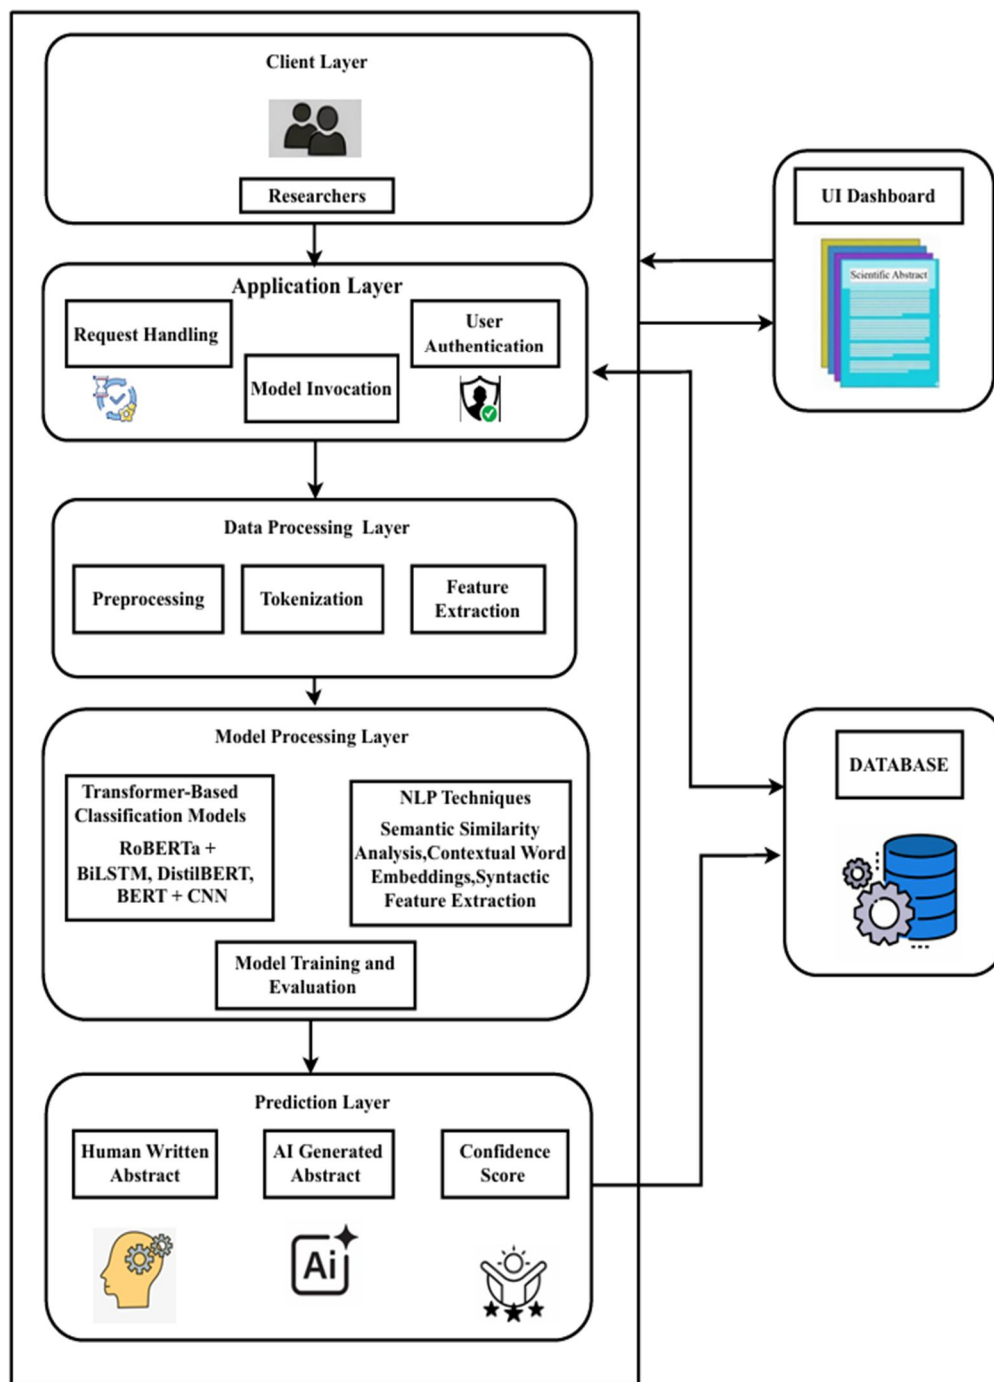 Client Layer
Researchers
Application Layer
Request Handling
Model Invocation
User
Authentication
UI Dashboard
Scientific Abstract
Data Processing Layer
Preprocessing
Tokenization
Feature
Extraction
Model Processing Layer
Transformer-Based
Classification Models
RoBERTa +
BiLSTM, DistilBERT,
BERT + CNN
NLP Techniques
Semantic Similarity
Analysis,Contextual Word
Embeddings,Syntactic
Feature Extraction
Model Training and
Evaluation
DATABASE
Prediction Layer
Human Written
Abstract
AI Generated
Abstract
Confidence
Score
Ai